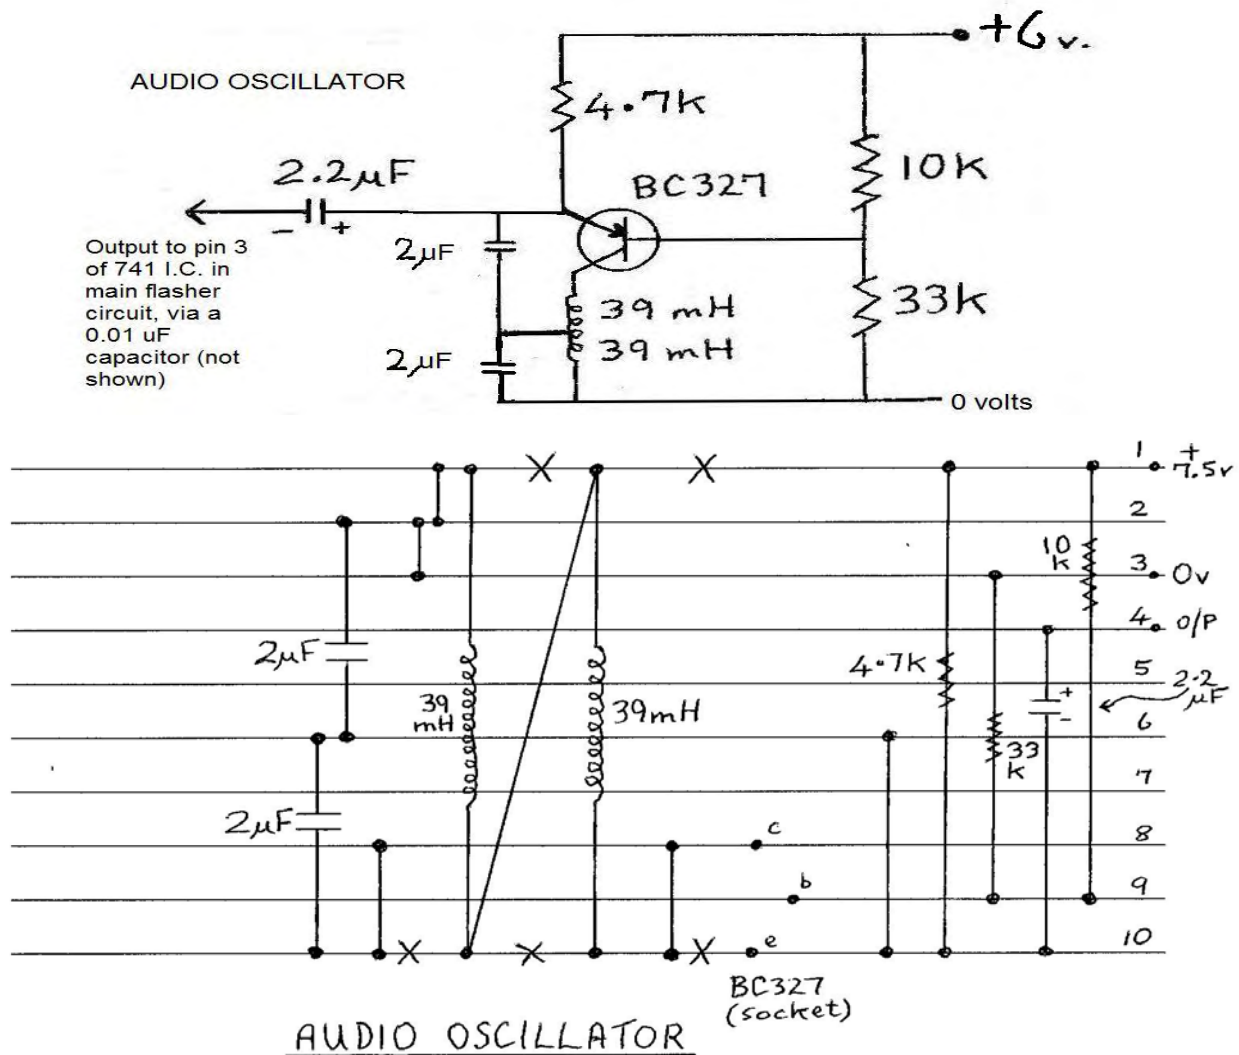 +6v.
AUDIO OSCILLATOR
4.7k
2.2µF
BC327
10k
- +
Output to pin 3
of 741 I.C. in
main flasher
circuit, via a
0.01 uF
capacitor (not
shown)
2µF
39 mH
33k
39 mH
2µF
0 volts
1 + 7.5v
2
10
k
3 0v
4 O/P
2µF
4.7k
5 2.2
µF
39
mH
39mH
+
-
6
33
k
7
2µF
c
8
b
9
e
10
BC327
(socket)
AUDIO OSCILLATOR